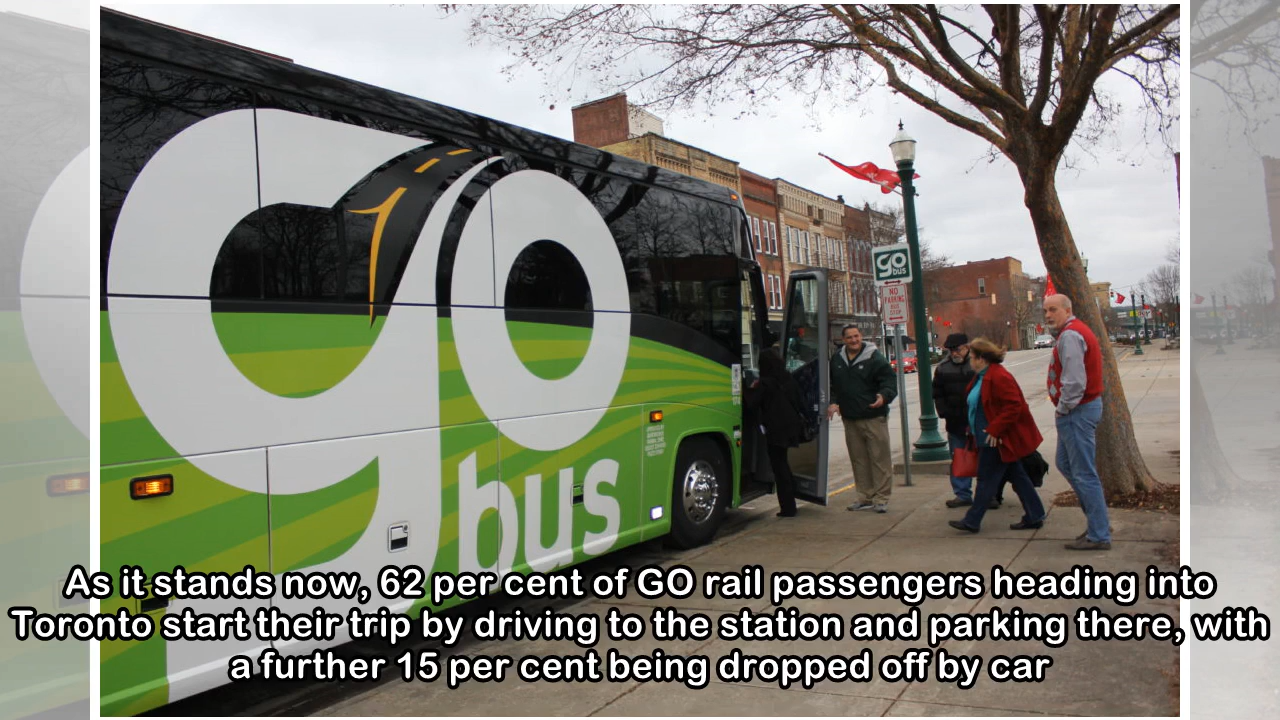 go
bus
go
bus
NO
PARKING
BUS
STOP
As it stands now, 62 per cent of GO rail passengers heading into
Toronto start their trip by driving to the station and parking there, with
a further 15 per cent being dropped off by car